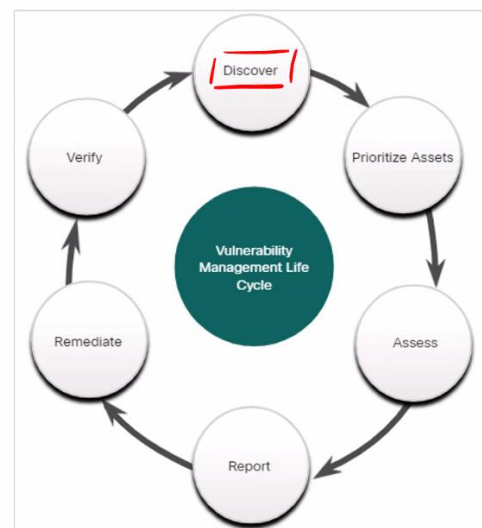 Discover
Prioritize Assets
Assess
Report
Remediate
Verify
Vulnerability
Management Life
Cycle